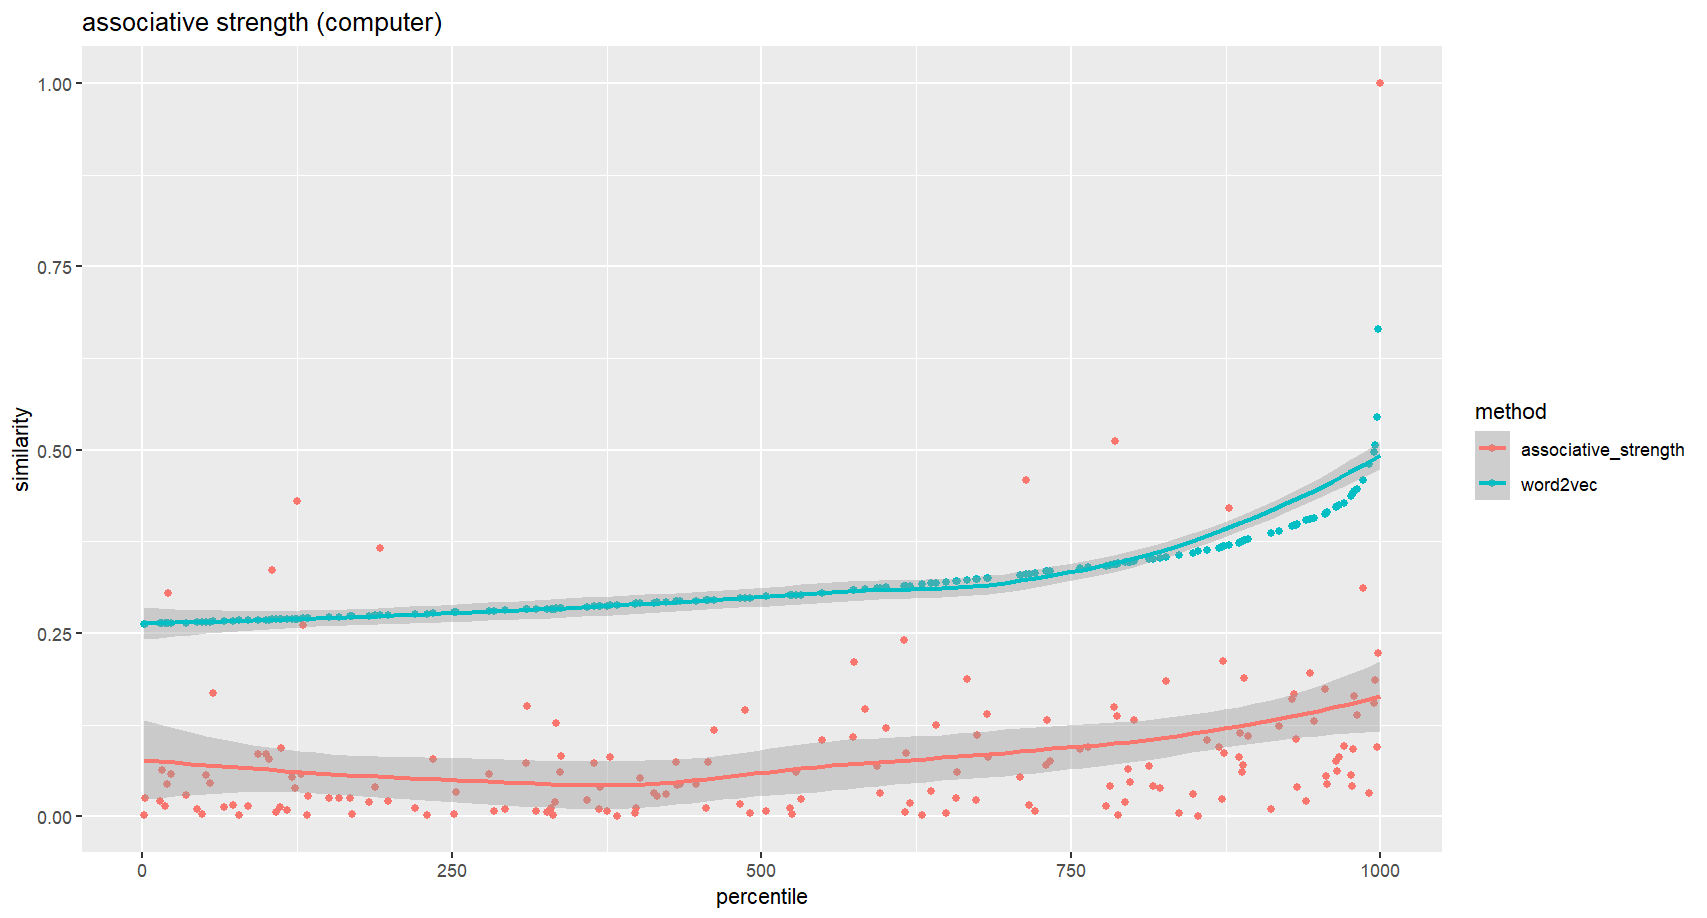 associative strength (computer)
1.00
0.75
0.50
0.25
0.00
similarity
0 250 500 750 1000
percentile
method
associative_strength
word2vec